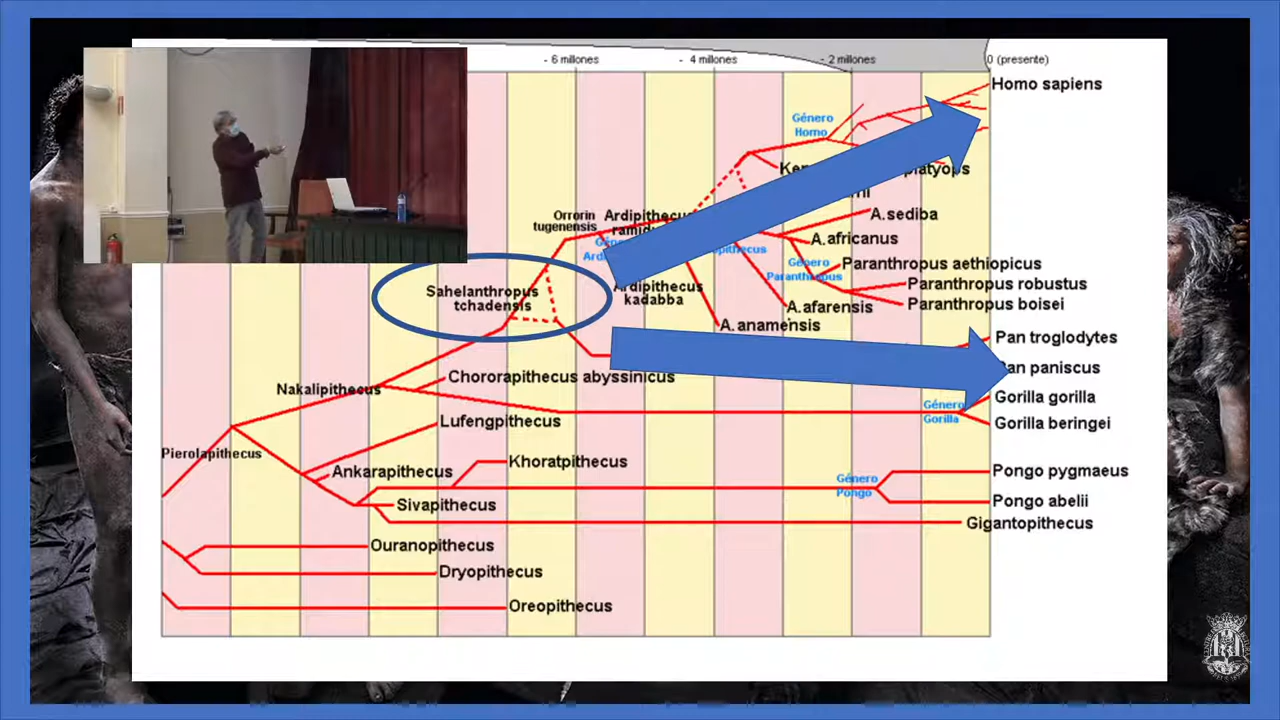 - 6 millones
- 4 millones
- 2 millones
0 (presente)
Homo sapiens
Género
Homo
platyops
A.sediba
Orrorin
tugenensis
Ardipithecus
A.africanus
Género
Paranthropus
Paranthropus aethiopicus
Paranthropus robustus
Paranthropus boisei
Sahelanthropus
tchadensis
Ardipithecus
kadabba
A.afarensis
A.anamensis
Pan troglodytes
Pan paniscus
Chororapithecus abyssinicus
Nakalipithecus
Género
Gorilla
Gorilla gorilla
Gorilla beringei
Lufengpithecus
Pierolapithecus
Ankarapithecus
Khoratpithecus
Género
Pongo
Pongo pygmaeus
Pongo abelii
Sivapithecus
Gigantopithecus
Ouranopithecus
Dryopithecus
Oreopithecus